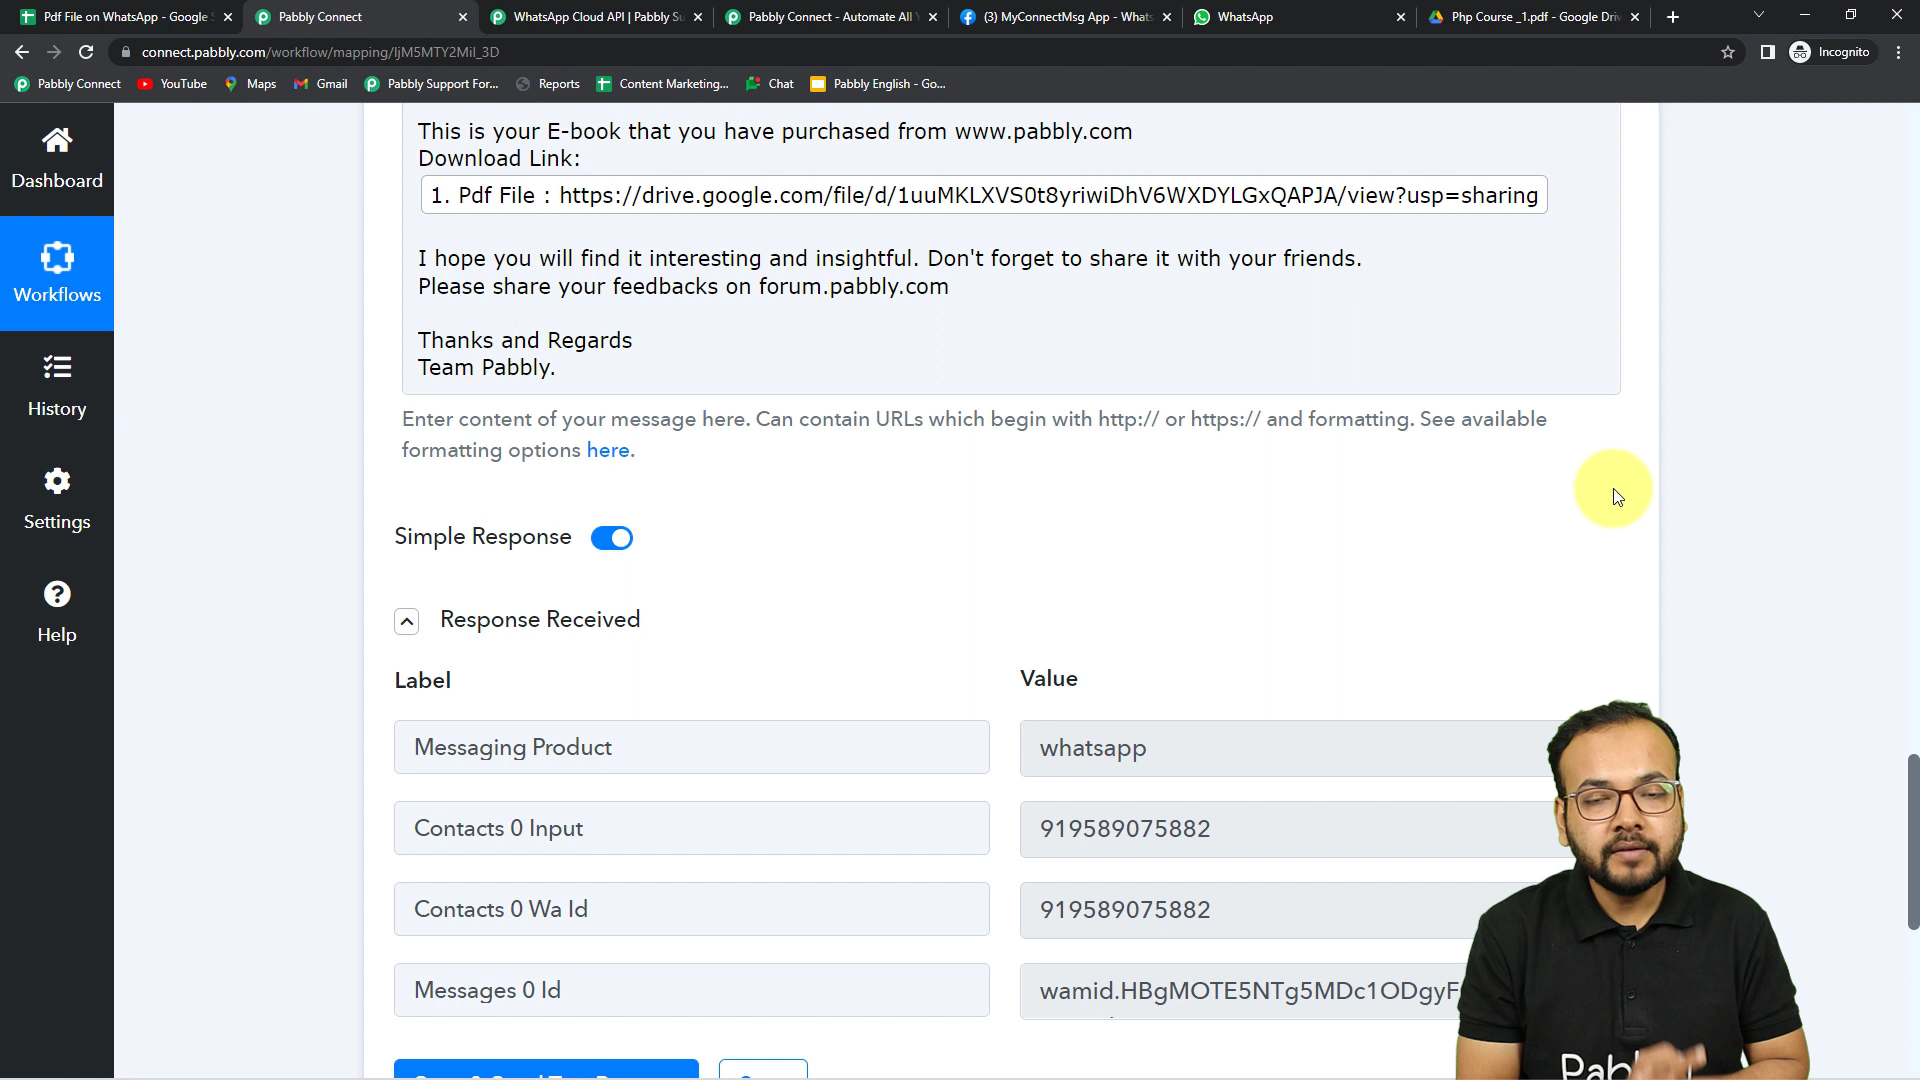 Pdf File on WhatsApp - Google S
Pabbly Connect
WhatsApp Cloud API | Pabbly Su
Pabbly Connect - Automate All Y
(3) MyConnectMsg App - Whats
WhatsApp
Php Course _1.pdf - Google Driv
connect.pabbly.com/workflow/mapping/IjM5MTY2MiI_3D
Incognito
Pabbly Connect
YouTube
Maps
Gmail
Pabbly Support For...
Reports
Content Marketing...
Chat
Pabbly English - Go...
Dashboard
Workflows
History
Settings
Help
This is your E-book that you have purchased from www.pabbly.com
Download Link:
1. Pdf File : https://drive.google.com/file/d/1uuMKLXVS0t8yriwiDhV6WXDYLGxQAPJA/view?usp=sharing
I hope you will find it interesting and insightful. Don't forget to share it with your friends.
Please share your feedbacks on forum.pabbly.com
Thanks and Regards
Team Pabbly.
Enter content of your message here. Can contain URLs which begin with http:// or https:// and formatting. See available
formatting options here.
Simple Response
Response Received
Label
Value
Messaging Product
whatsapp
Contacts 0 Input
919589075882
Contacts 0 Wa Id
919589075882
Messages 0 Id
wamid.HBgMOTE5NTg5MDc1ODgyF